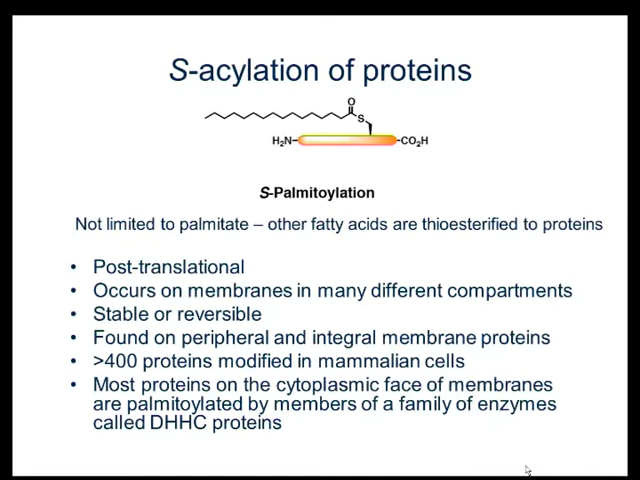 S-acylation of proteins
O
S
H₂N
CO₂H
S-Palmitoylation
Not limited to palmitate – other fatty acids are thioesterified to proteins
• Post-translational
• Occurs on membranes in many different compartments
• Stable or reversible
• Found on peripheral and integral membrane proteins
• >400 proteins modified in mammalian cells
• Most proteins on the cytoplasmic face of membranes
are palmitoylated by members of a family of enzymes
called DHHC proteins